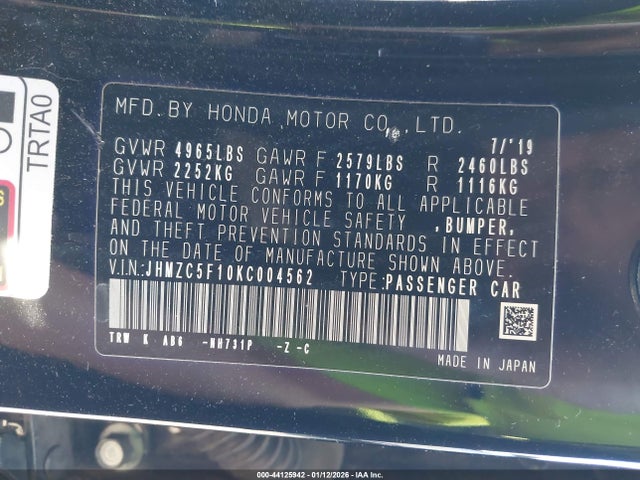 TRTA0
MFD.BY HONDA MOTOR CO.,LTD.
7/'19
GVWR 4965LBS GAWR F 2579LBS R 2460LBS
GVWR 2252KG GAWR F 1170KG R 1116KG
THIS VEHICLE CONFORMS TO ALL APPLICABLE
FEDERAL MOTOR VEHICLE SAFETY ,BUMPER,
AND THEFT PREVENTION STANDARDS IN EFFECT
ON THE DATE OF MANUFACTURE SHOWN ABOVE.
V.IN:JHMZC5F10KC004562 TYPE:PASSENGER CAR
TRW K AB6 -NH731P -Z -C
MADE IN JAPAN
000-44125942 - 01/12/2026 - IAA Inc.